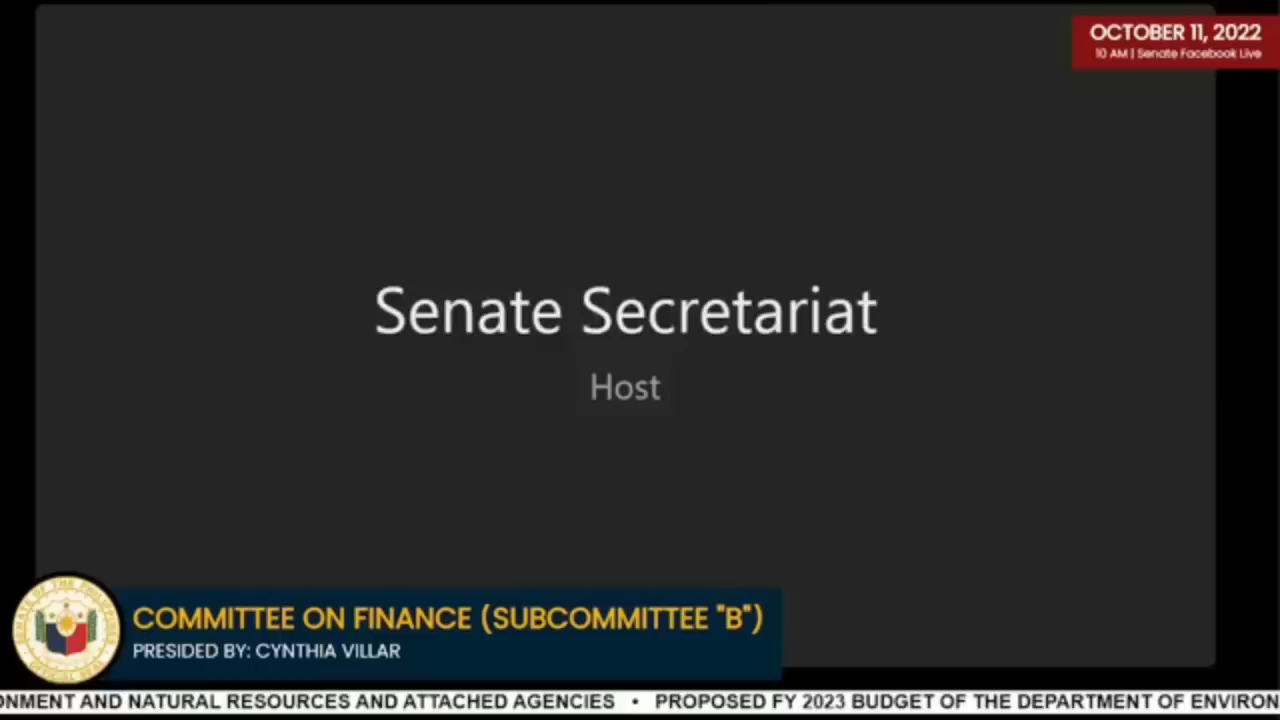 OCTOBER 11, 2022
10 AM | Senate Facebook Live
Senate Secretariat
Host
COMMITTEE ON FINANCE (SUBCOMMITTEE "B")
PRESIDED BY: CYNTHIA VILLAR
ONMENT AND NATURAL RESOURCES AND ATTACHED AGENCIES • PROPOSED FY 2023 BUDGET OF THE DEPARTMENT OF ENVIRON